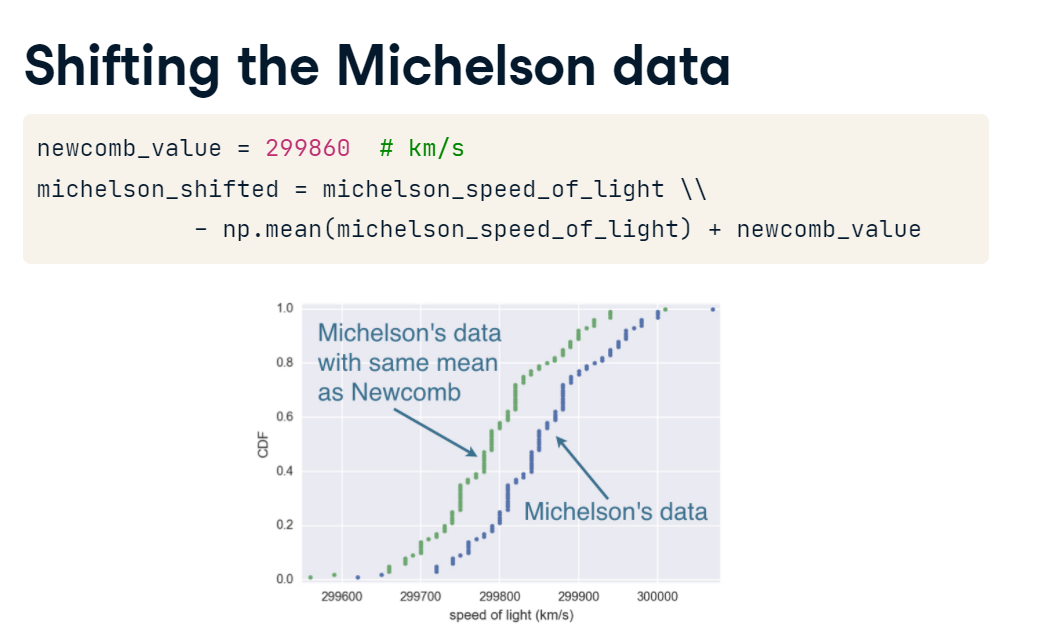 Shifting the Michelson data
newcomb_value = 299860  # km/s
michelson_shifted = michelson_speed_of_light \\
- np.mean(michelson_speed_of_light) + newcomb_value
1.0
Michelson's data
with same mean
as Newcomb
0.8
0.6
CDF
0.4
Michelson's data
0.2
0.0
299600 299700 299800 299900 300000
speed of light (km/s)